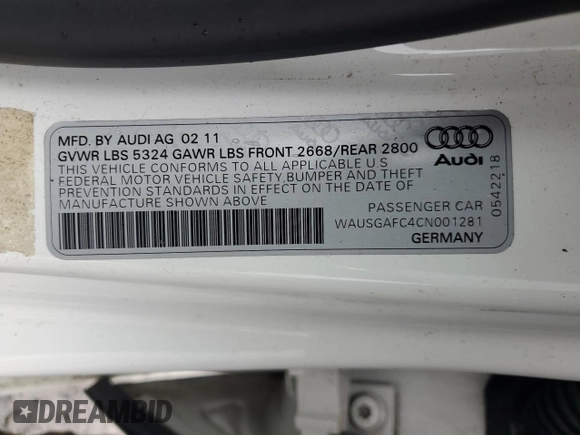 MFD. BY AUDI AG 02 11
GVWR LBS 5324 GAWR LBS FRONT 2668/REAR 2800
THIS VEHICLE CONFORMS TO ALL APPLICABLE U S
FEDERAL MOTOR VEHICLE SAFETY, BUMPER AND THEFT
PREVENTION STANDARDS IN EFFECT ON THE DATE OF
MANUFACTURE SHOWN ABOVE
Audi
PASSENGER CAR
WAUSGAFC4CN001281
GERMANY
0542218
DREAMBID